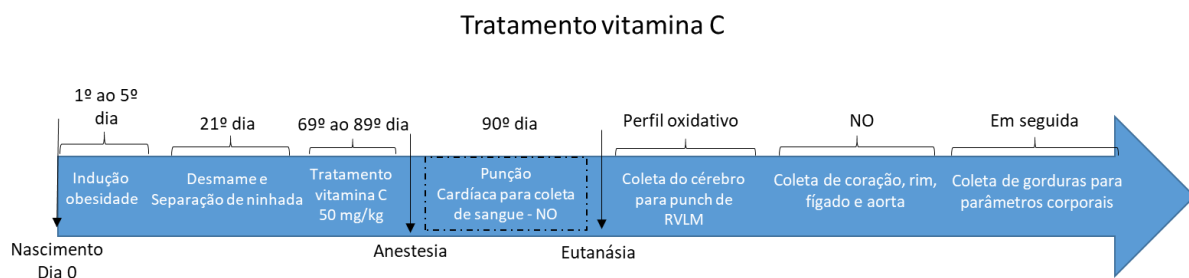 Tratamento vitamina C
1º ao 5º
dia
21º dia
69º ao 89º dia
90º dia
Perfil oxidativo
NO
Em seguida
Indução
obesidade
Desmame e
Separação de ninhada
Tratamento
vitamina C
50 mg/kg
Punção
Cardíaca para coleta
de sangue - NO
Coleta do cérebro
para punch de
RVLM
Coleta de coração, rim,
fígado e aorta
Coleta de gorduras para
parâmetros corporais
Nascimento
Dia 0
Anestesia
Eutanásia